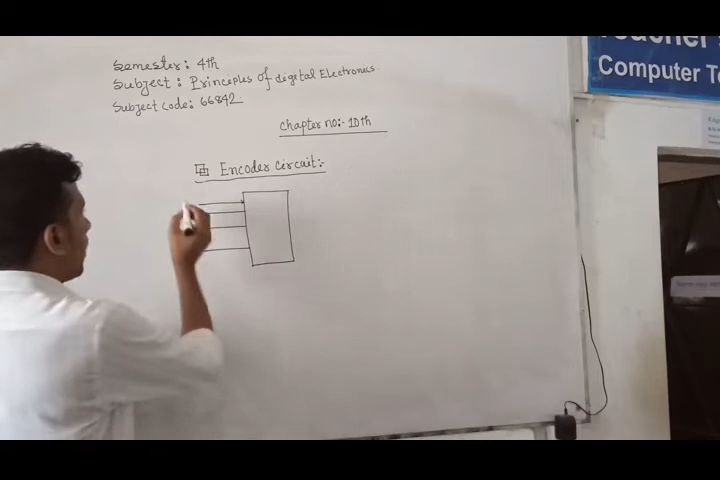 Semester: 4th
Subject: Principles of digital Electronics
Subject code: 66842
Chapter no:- 10th
Encoder circuit:-
Computer